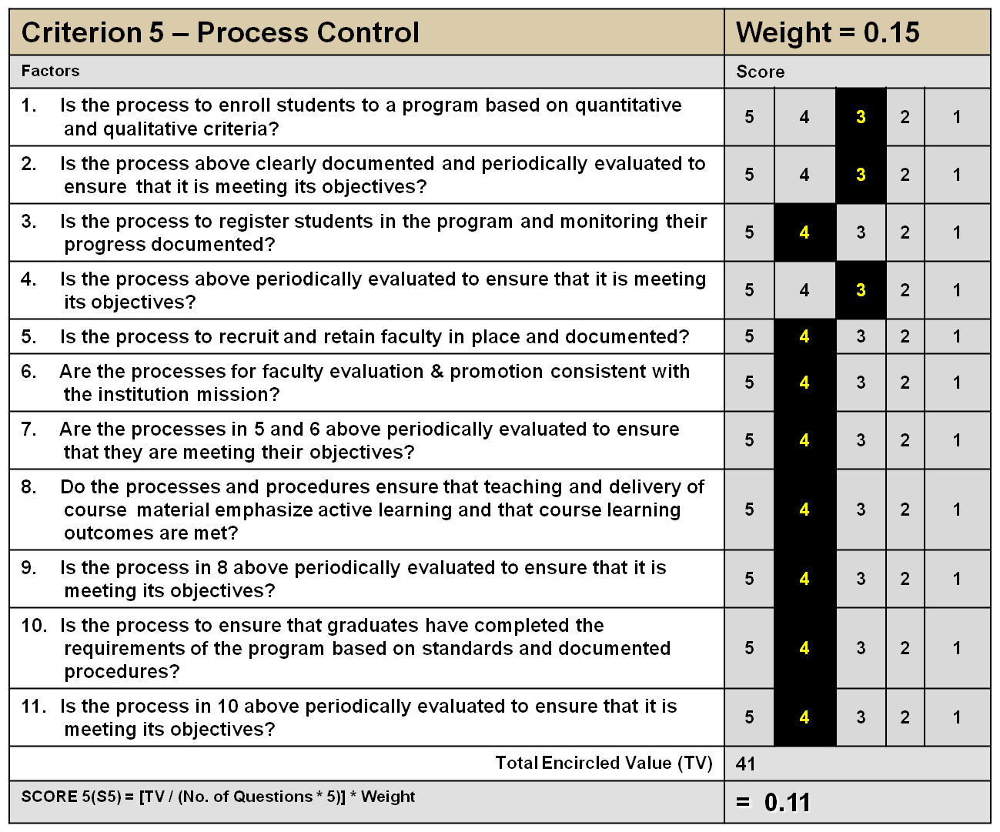 Criterion 5 – Process Control Weight = 0.15
Factors Score
1. Is the process to enroll students to a program based on quantitative
and qualitative criteria? 5 4 3 2 1
2. Is the process above clearly documented and periodically evaluated to
ensure that it is meeting its objectives? 5 4 3 2 1
3. Is the process to register students in the program and monitoring their
progress documented? 5 4 3 2 1
4. Is the process above periodically evaluated to ensure that it is meeting
its objectives? 5 4 3 2 1
5. Is the process to recruit and retain faculty in place and documented? 5 4 3 2 1
6. Are the processes for faculty evaluation & promotion consistent with
the institution mission? 5 4 3 2 1
7. Are the processes in 5 and 6 above periodically evaluated to ensure
that they are meeting their objectives? 5 4 3 2 1
8. Do the processes and procedures ensure that teaching and delivery of
course material emphasize active learning and that course learning
outcomes are met? 5 4 3 2 1
9. Is the process in 8 above periodically evaluated to ensure that it is
meeting its objectives? 5 4 3 2 1
10. Is the process to ensure that graduates have completed the
requirements of the program based on standards and documented
procedures? 5 4 3 2 1
11. Is the process in 10 above periodically evaluated to ensure that it is
meeting its objectives? 5 4 3 2 1
Total Encircled Value (TV) 41
SCORE 5(S5) = [TV / (No. of Questions * 5)] * Weight = 0.11